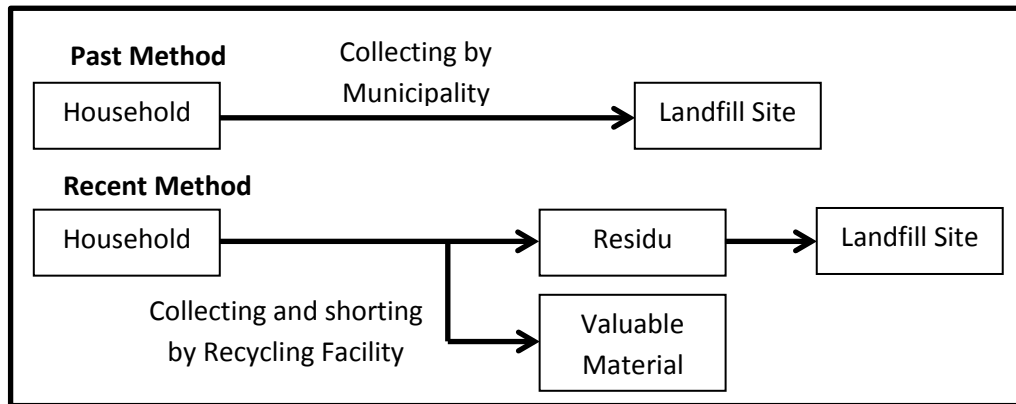 Past Method
Collecting by
Municipality
Household
Landfill Site
Recent Method
Household
Residu
Landfill Site
Collecting and shorting
by Recycling Facility
Valuable
Material